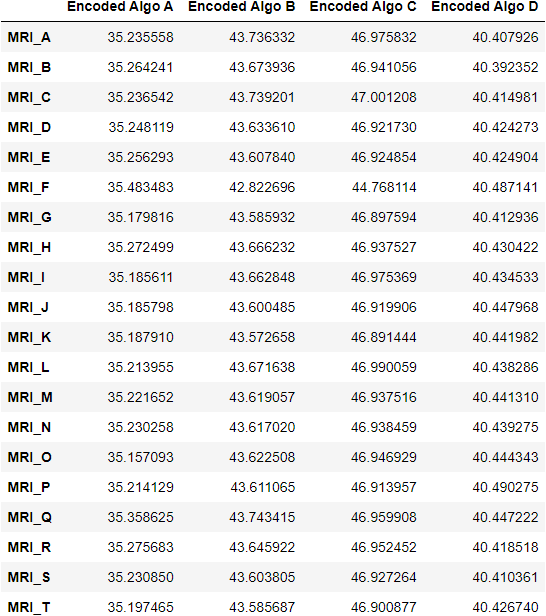 Encoded Algo A Encoded Algo B Encoded Algo C Encoded Algo D
MRI_A 35.235558 43.736332 46.975832 40.407926
MRI_B 35.264241 43.673936 46.941056 40.392352
MRI_C 35.236542 43.739201 47.001208 40.414981
MRI_D 35.248119 43.633610 46.921730 40.424273
MRI_E 35.256293 43.607840 46.924854 40.424904
MRI_F 35.483483 42.822696 44.768114 40.487141
MRI_G 35.179816 43.585932 46.897594 40.412936
MRI_H 35.272499 43.666232 46.937527 40.430422
MRI_I 35.185611 43.662848 46.975369 40.434533
MRI_J 35.185798 43.600485 46.919906 40.447968
MRI_K 35.187910 43.572658 46.891444 40.441982
MRI_L 35.213955 43.671638 46.990059 40.438286
MRI_M 35.221652 43.619057 46.937516 40.441310
MRI_N 35.230258 43.617020 46.938459 40.439275
MRI_O 35.157093 43.622508 46.946929 40.444343
MRI_P 35.214129 43.611065 46.913957 40.490275
MRI_Q 35.358625 43.743415 46.959908 40.447222
MRI_R 35.275683 43.645922 46.952452 40.418518
MRI_S 35.230850 43.603805 46.927264 40.410361
MRI_T 35.197465 43.585687 46.900877 40.426740